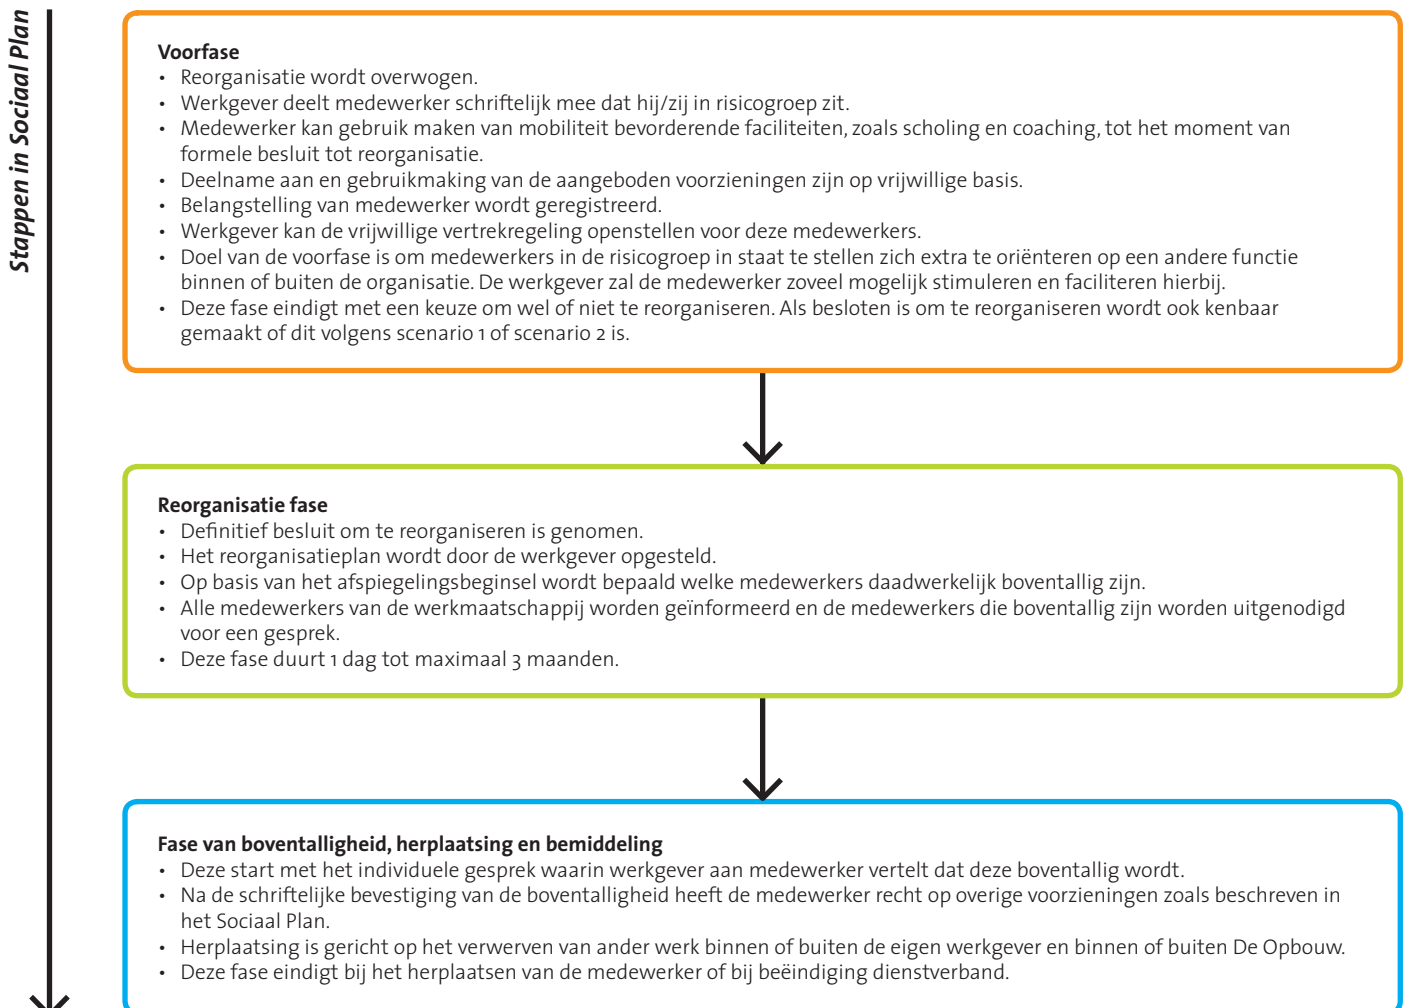 Stappen in Sociaal Plan
Voorfase
• Reorganisatie wordt overwogen.
• Werkgever deelt medewerker schriftelijk mee dat hij/zij in risicogroep zit.
• Medewerker kan gebruik maken van mobiliteit bevorderende faciliteiten, zoals scholing en coaching, tot het moment van
formele besluit tot reorganisatie.
• Deelname aan en gebruikmaking van de aangeboden voorzieningen zijn op vrijwillige basis.
• Belangstelling van medewerker wordt geregistreerd.
• Werkgever kan de vrijwillige vertrekregeling openstellen voor deze medewerkers.
• Doel van de voorfase is om medewerkers in de risicogroep in staat te stellen zich extra te oriënteren op een andere functie
binnen of buiten de organisatie. De werkgever zal de medewerker zoveel mogelijk stimuleren en faciliteren hierbij.
• Deze fase eindigt met een keuze om wel of niet te reorganiseren. Als besloten is om te reorganiseren wordt ook kenbaar
gemaakt of dit volgens scenario 1 of scenario 2 is.
Reorganisatie fase
• Definitief besluit om te reorganiseren is genomen.
• Het reorganisatieplan wordt door de werkgever opgesteld.
• Op basis van het afspiegelingsbeginsel wordt bepaald welke medewerkers daadwerkelijk boventallig zijn.
• Alle medewerkers van de werkmaatschappij worden geïnformeerd en de medewerkers die boventallig zijn worden uitgenodigd
voor een gesprek.
• Deze fase duurt 1 dag tot maximaal 3 maanden.
Fase van boventalligheid, herplaatsing en bemiddeling
• Deze start met het individuele gesprek waarin werkgever aan medewerker vertelt dat deze boventallig wordt.
• Na de schriftelijke bevestiging van de boventalligheid heeft de medewerker recht op overige voorzieningen zoals beschreven in
het Sociaal Plan.
• Herplaatsing is gericht op het verwerven van ander werk binnen of buiten de eigen werkgever en binnen of buiten De Opbouw.
• Deze fase eindigt bij het herplaatsen van de medewerker of bij beëindiging dienstverband.